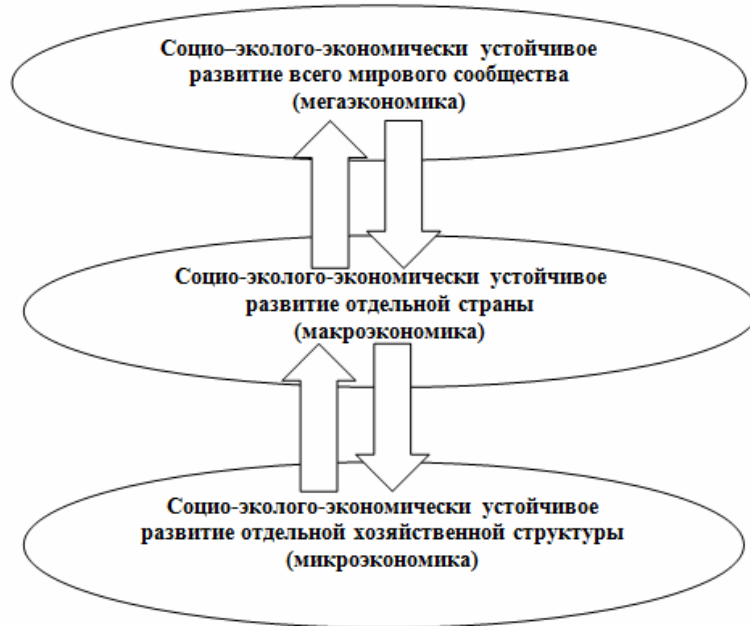 Социо–эколого-экономически устойчивое
развитие всего мирового сообщества
(мегаэкономика)
Социо-эколого-экономически устойчивое
развитие отдельной страны
(макроэкономика)
Социо-эколого-экономически устойчивое
развитие отдельной хозяйственной структуры
(микроэкономика)